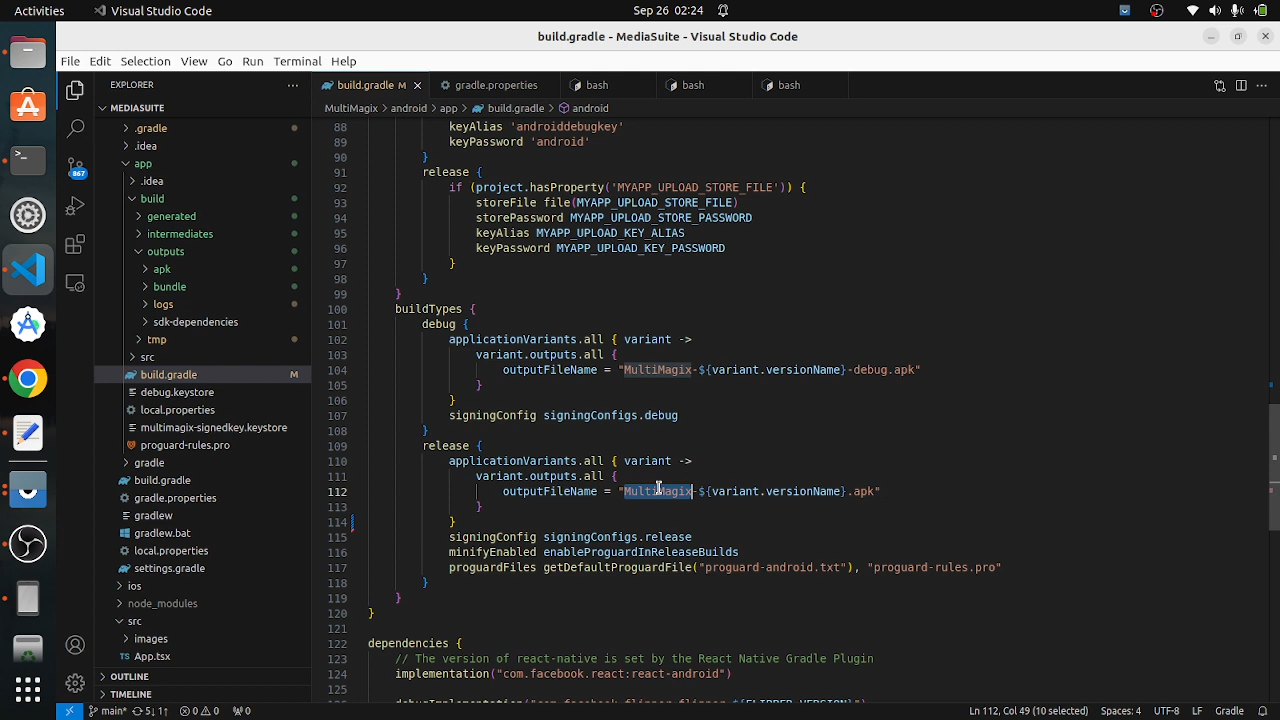 Activities
Visual Studio Code
Sep 26 02:24
build.gradle - MediaSuite - Visual Studio Code
File Edit Selection View Go Run Terminal Help
EXPLORER
build.gradle M
gradle.properties
bash
bash
bash
MultiMagix > android > app > build.gradle > android
MEDIASUITE
.gradle
.idea
app
.idea
build
generated
intermediates
outputs
apk
bundle
logs
sdk-dependencies
tmp
src
build.gradle M
debug.keystore
local.properties
multimagix-signedkey.keystore
proguard-rules.pro
gradle
build.gradle
gradle.properties
gradlew
gradlew.bat
local.properties
settings.gradle
ios
node_modules
src
images
App.tsx
OUTLINE
TIMELINE
867
88 keyAlias 'androiddebugkey'
89 keyPassword 'android'
90 }
91 release {
92 if (project.hasProperty('MYAPP_UPLOAD_STORE_FILE')) {
93 storeFile file(MYAPP_UPLOAD_STORE_FILE)
94 storePassword MYAPP_UPLOAD_STORE_PASSWORD
95 keyAlias MYAPP_UPLOAD_KEY_ALIAS
96 keyPassword MYAPP_UPLOAD_KEY_PASSWORD
97 }
98 }
99 }
100 buildTypes {
101 debug {
102 applicationVariants.all { variant ->
103 variant.outputs.all {
104 outputFileName = "MultiMagix-${variant.versionName}-debug.apk"
105 }
106 }
107 signingConfig signingConfigs.debug
108 }
109 release {
110 applicationVariants.all { variant ->
111 variant.outputs.all {
112 outputFileName = "MultiMagix-${variant.versionName}.apk"
113 }
114 }
115 signingConfig signingConfigs.release
116 minifyEnabled enableProguardInReleaseBuilds
117 proguardFiles getDefaultProguardFile("proguard-android.txt"), "proguard-rules.pro"
118 }
119 }
120 }
121
122 dependencies {
123 // The version of react-native is set by the React Native Gradle Plugin
124 implementation("com.facebook.react:react-android")
125
main* 5↓ 1↑ 0 0 0
Ln 112, Col 49 (10 selected) Spaces: 4 UTF-8 LF Gradle